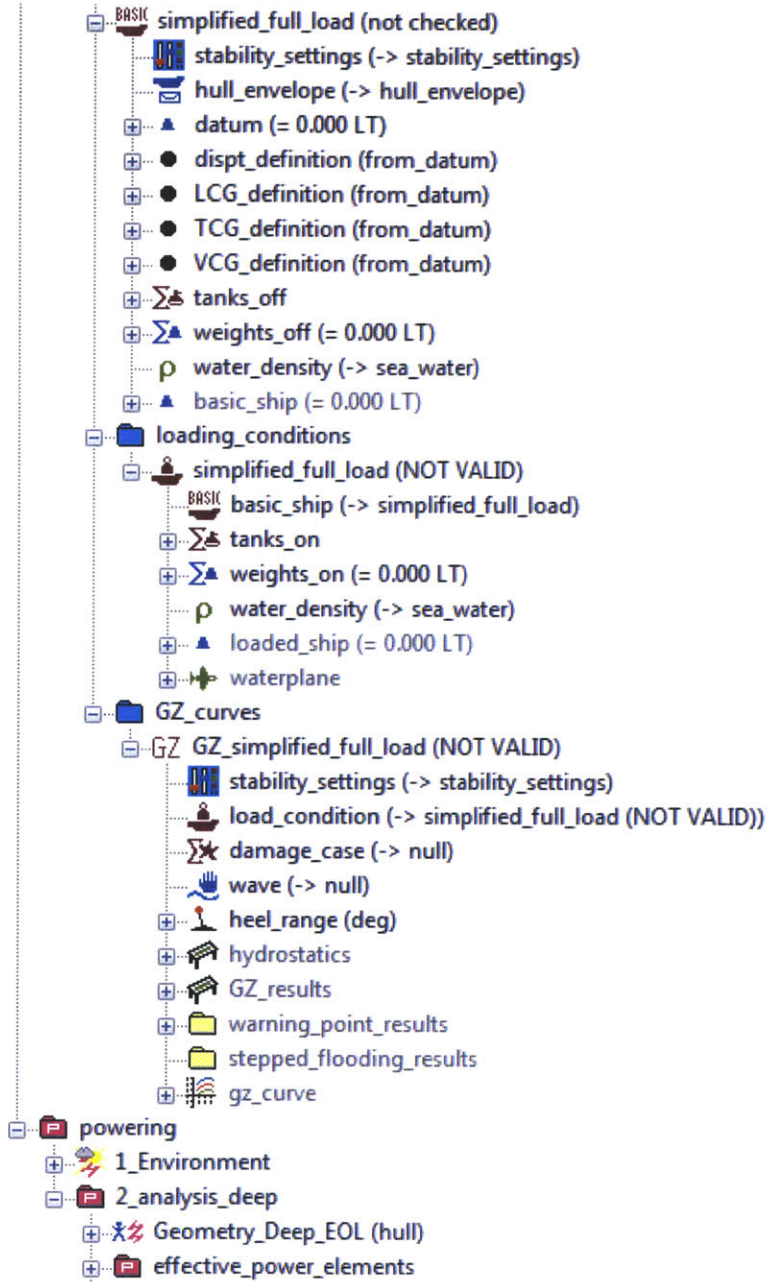 BASIC simplified_full_load (not checked)
stability_settings (-> stability_settings)
hull_envelope (-> hull_envelope)
datum (= 0.000 LT)
dispt_definition (from_datum)
LCG_definition (from_datum)
TCG_definition (from_datum)
VCG_definition (from_datum)
Σ tanks_off
Σ weights_off (= 0.000 LT)
ρ water_density (-> sea_water)
basic_ship (= 0.000 LT)
loading_conditions
simplified_full_load (NOT VALID)
BASIC basic_ship (-> simplified_full_load)
Σ tanks_on
Σ weights_on (= 0.000 LT)
ρ water_density (-> sea_water)
loaded_ship (= 0.000 LT)
waterplane
GZ_curves
GZ GZ_simplified_full_load (NOT VALID)
stability_settings (-> stability_settings)
load_condition (-> simplified_full_load (NOT VALID))
Σ damage_case (-> null)
wave (-> null)
heel_range (deg)
hydrostatics
GZ_results
warning_point_results
stepped_flooding_results
gz_curve
P powering
1_Environment
P 2_analysis_deep
Geometry_Deep_EOL (hull)
P effective_power_elements